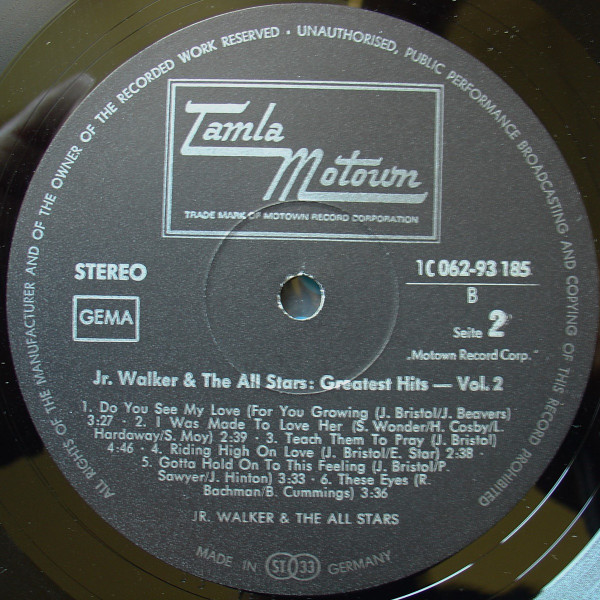 ALL RIGHTS OF THE MANUFACTURER AND OF THE OWNER OF THE RECORDED WORK RESERVED · UNAUTHORISED, PUBLIC PERFORMANCE BROADCASTING AND COPYING OF THIS RECORD PROHIBITED
Tamla
Motown
TRADE MARK OF MOTOWN RECORD CORPORATION
STEREO
1C 062-93 185
B
GEMA
Seite 2
„Motown Record Corp."
Jr. Walker & The All Stars: Greatest Hits — Vol. 2
1. Do You See My Love (For You Growing (J. Bristol/J. Beavers)
3:27 · 2. I Was Made To Love Her (S. Wonder/H. Cosby/L.
Hardaway/S. Moy) 2:39 · 3. Teach Them To Pray (J. Bristol)
4:46 · 4. Riding High On Love (J. Bristol/E. Star) 2:38 ·
5. Gotta Hold On To This Feeling (J. Bristol/P.
Sawyer/J. Hinton) 3:33 · 6. These Eyes (R.
Bachman/B. Cummings) 3:36
JR. WALKER & THE ALL STARS
MADE IN ST 33 GERMANY